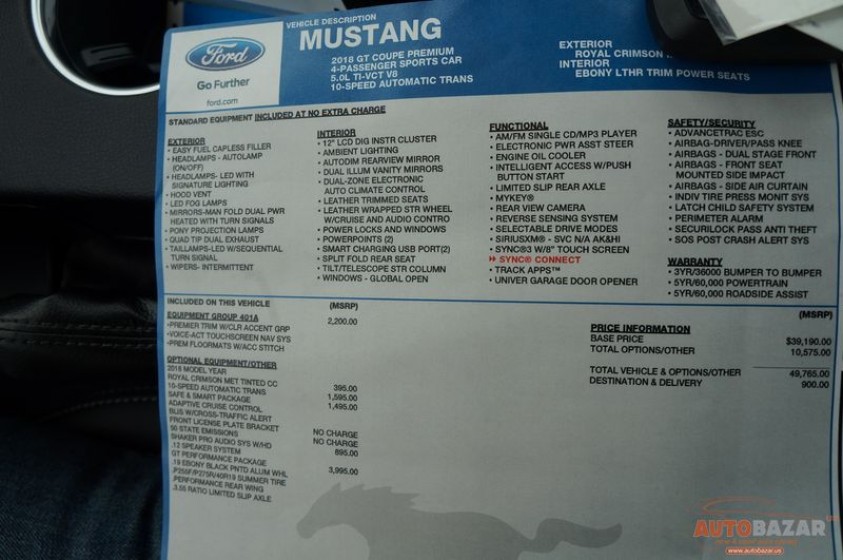 Ford
Go Further
ford.com
VEHICLE DESCRIPTION
MUSTANG
2018 GT COUPE PREMIUM
4-PASSENGER SPORTS CAR
5.0L TI-VCT V8
10-SPEED AUTOMATIC TRANS
EXTERIOR
ROYAL CRIMSON
INTERIOR
EBONY LTHR TRIM POWER SEATS
STANDARD EQUIPMENT INCLUDED AT NO EXTRA CHARGE
EXTERIOR
• EASY FUEL CAPLESS FILLER
• HEADLAMPS - AUTOLAMP
(ON/OFF)
• HEADLAMPS- LED WITH
SIGNATURE LIGHTING
• HOOD VENT
• LED FOG LAMPS
• MIRRORS-MAN FOLD DUAL PWR
HEATED WITH TURN SIGNALS
• PONY PROJECTION LAMPS
• QUAD TIP DUAL EXHAUST
• TAILLAMPS-LED W/SEQUENTIAL
TURN SIGNAL
• WIPERS- INTERMITTENT
INTERIOR
• 12" LCD DIG INSTR CLUSTER
• AMBIENT LIGHTING
• AUTODIM REARVIEW MIRROR
• DUAL ILLUM VANITY MIRRORS
• DUAL-ZONE ELECTRONIC
AUTO CLIMATE CONTROL
• LEATHER TRIMMED SEATS
• LEATHER WRAPPED STR WHEEL
W/CRUISE AND AUDIO CONTRO
• POWER LOCKS AND WINDOWS
• POWERPOINTS (2)
• SMART CHARGING USB PORT(2)
• SPLIT FOLD REAR SEAT
• TILT/TELESCOPE STR COLUMN
• WINDOWS - GLOBAL OPEN
FUNCTIONAL
• AM/FM SINGLE CD/MP3 PLAYER
• ELECTRONIC PWR ASST STEER
• ENGINE OIL COOLER
• INTELLIGENT ACCESS W/PUSH
BUTTON START
• LIMITED SLIP REAR AXLE
• MYKEY®
• REAR VIEW CAMERA
• REVERSE SENSING SYSTEM
• SELECTABLE DRIVE MODES
• SIRIUSXM® - SVC N/A AK&HI
• SYNC®3 W/8" TOUCH SCREEN
SYNC® CONNECT
• TRACK APPS™
• UNIVER GARAGE DOOR OPENER
SAFETY/SECURITY
• ADVANCETRAC ESC
• AIRBAG-DRIVER/PASS KNEE
• AIRBAGS - DUAL STAGE FRONT
• AIRBAGS - FRONT SEAT
MOUNTED SIDE IMPACT
• AIRBAGS - SIDE AIR CURTAIN
• INDIV TIRE PRESS MONIT SYS
• LATCH CHILD SAFETY SYSTEM
• PERIMETER ALARM
• SECURILOCK PASS ANTI THEFT
• SOS POST CRASH ALERT SYS
WARRANTY
• 3YR/36000 BUMPER TO BUMPER
• 5YR/60,000 POWERTRAIN
• 5YR/60,000 ROADSIDE ASSIST
INCLUDED ON THIS VEHICLE
(MSRP)
EQUIPMENT GROUP 401A
2,200.00
•PREMIER TRIM W/CLR ACCENT GRP
•VOICE-ACT TOUCHSCREEN NAV SYS
•PREM FLOORMATS W/ACC STITCH
OPTIONAL EQUIPMENT/OTHER
2018 MODEL YEAR
ROYAL CRIMSON MET TINTED CC 395.00
10-SPEED AUTOMATIC TRANS 1,595.00
SAFE & SMART PACKAGE 1,495.00
ADAPTIVE CRUISE CONTROL
BLIS W/CROSS-TRAFFIC ALERT
FRONT LICENSE PLATE BRACKET NO CHARGE
50 STATE EMISSIONS NO CHARGE
SHAKER PRO AUDIO SYS W/HD 895.00
.12 SPEAKER SYSTEM
GT PERFORMANCE PACKAGE 3,995.00
.19 EBONY BLACK PNTD ALUM WHL
.P255F/P275R/40R19 SUMMER TIRE
.PERFORMANCE REAR WING
.3.55 RATIO LIMITED SLIP AXLE
(MSRP)
PRICE INFORMATION
BASE PRICE $39,190.00
TOTAL OPTIONS/OTHER 10,575.00
TOTAL VEHICLE & OPTIONS/OTHER 49,765.00
DESTINATION & DELIVERY 900.00
AUTOBAZAR
www.autobazar.us